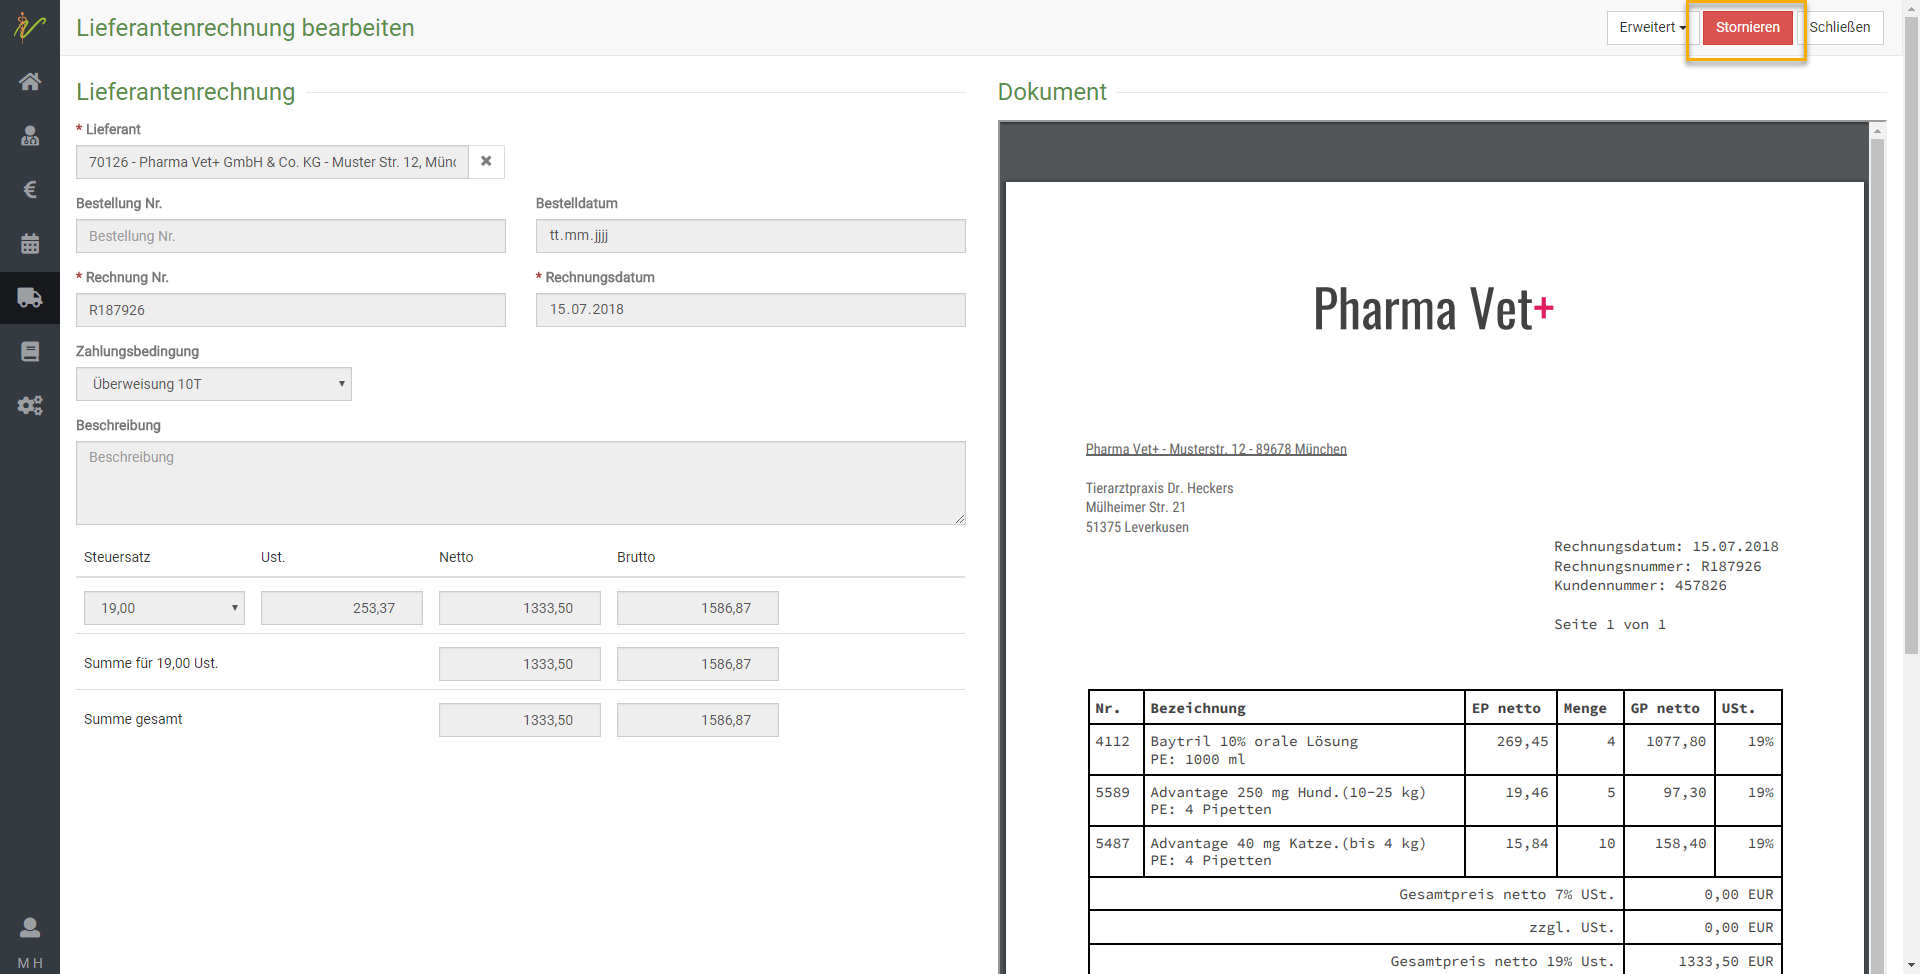 Lieferantenrechnung bearbeiten
Erweitert
Stornieren
Schließen
Lieferantenrechnung
* Lieferant
70126 - Pharma Vet+ GmbH & Co. KG - Muster Str. 12, Münc
Bestellung Nr.
Bestelldatum
Bestellung Nr.
tt.mm.jjjj
* Rechnung Nr.
* Rechnungsdatum
R187926
15.07.2018
Zahlungsbedingung
Überweisung 10T
Beschreibung
Beschreibung
Steuersatz Ust. Netto Brutto
19,00 253,37 1333,50 1586,87
Summe für 19,00 Ust. 1333,50 1586,87
Summe gesamt 1333,50 1586,87
M H
Dokument
Pharma Vet+
Pharma Vet+ - Musterstr. 12 - 89678 München
Tierarztpraxis Dr. Heckers
Mülheimer Str. 21
51375 Leverkusen
Rechnungsdatum: 15.07.2018
Rechnungsnummer: R187926
Kundennummer: 457826
Seite 1 von 1
Nr. Bezeichnung EP netto Menge GP netto USt.
4112 Baytril 10% orale Lösung 269,45 4 1077,80 19%
PE: 1000 ml
5589 Advantage 250 mg Hund.(10-25 kg) 19,46 5 97,30 19%
PE: 4 Pipetten
5487 Advantage 40 mg Katze.(bis 4 kg) 15,84 10 158,40 19%
PE: 4 Pipetten
Gesamtpreis netto 7% USt. 0,00 EUR
zzgl. USt. 0,00 EUR
Gesamtpreis netto 19% Ust. 1333,50 EUR